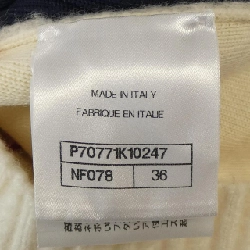 MADE IN ITALY
FABRIQUE EN ITALIE
P70771K10247
NF078 36